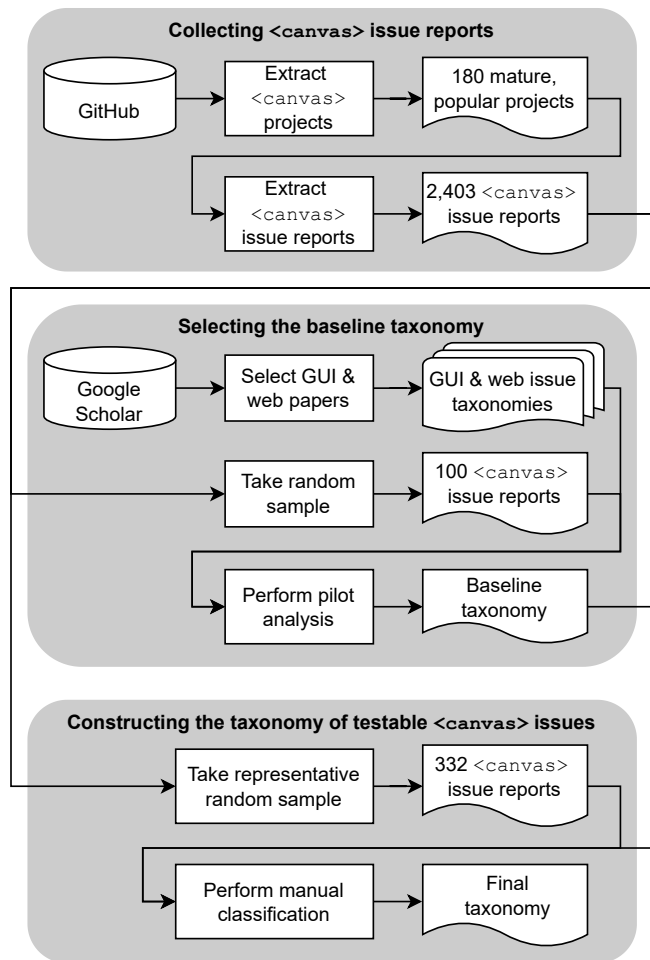 Collecting <canvas> issue reports
GitHub
Extract
<canvas>
projects
180 mature,
popular projects
Extract
<canvas>
issue reports
2,403 <canvas>
issue reports
Selecting the baseline taxonomy
Google
Scholar
Select GUI &
web papers
GUI & web issue
taxonomies
Take random
sample
100 <canvas>
issue reports
Perform pilot
analysis
Baseline
taxonomy
Constructing the taxonomy of testable <canvas> issues
Take representative
random sample
332 <canvas>
issue reports
Perform manual
classification
Final
taxonomy